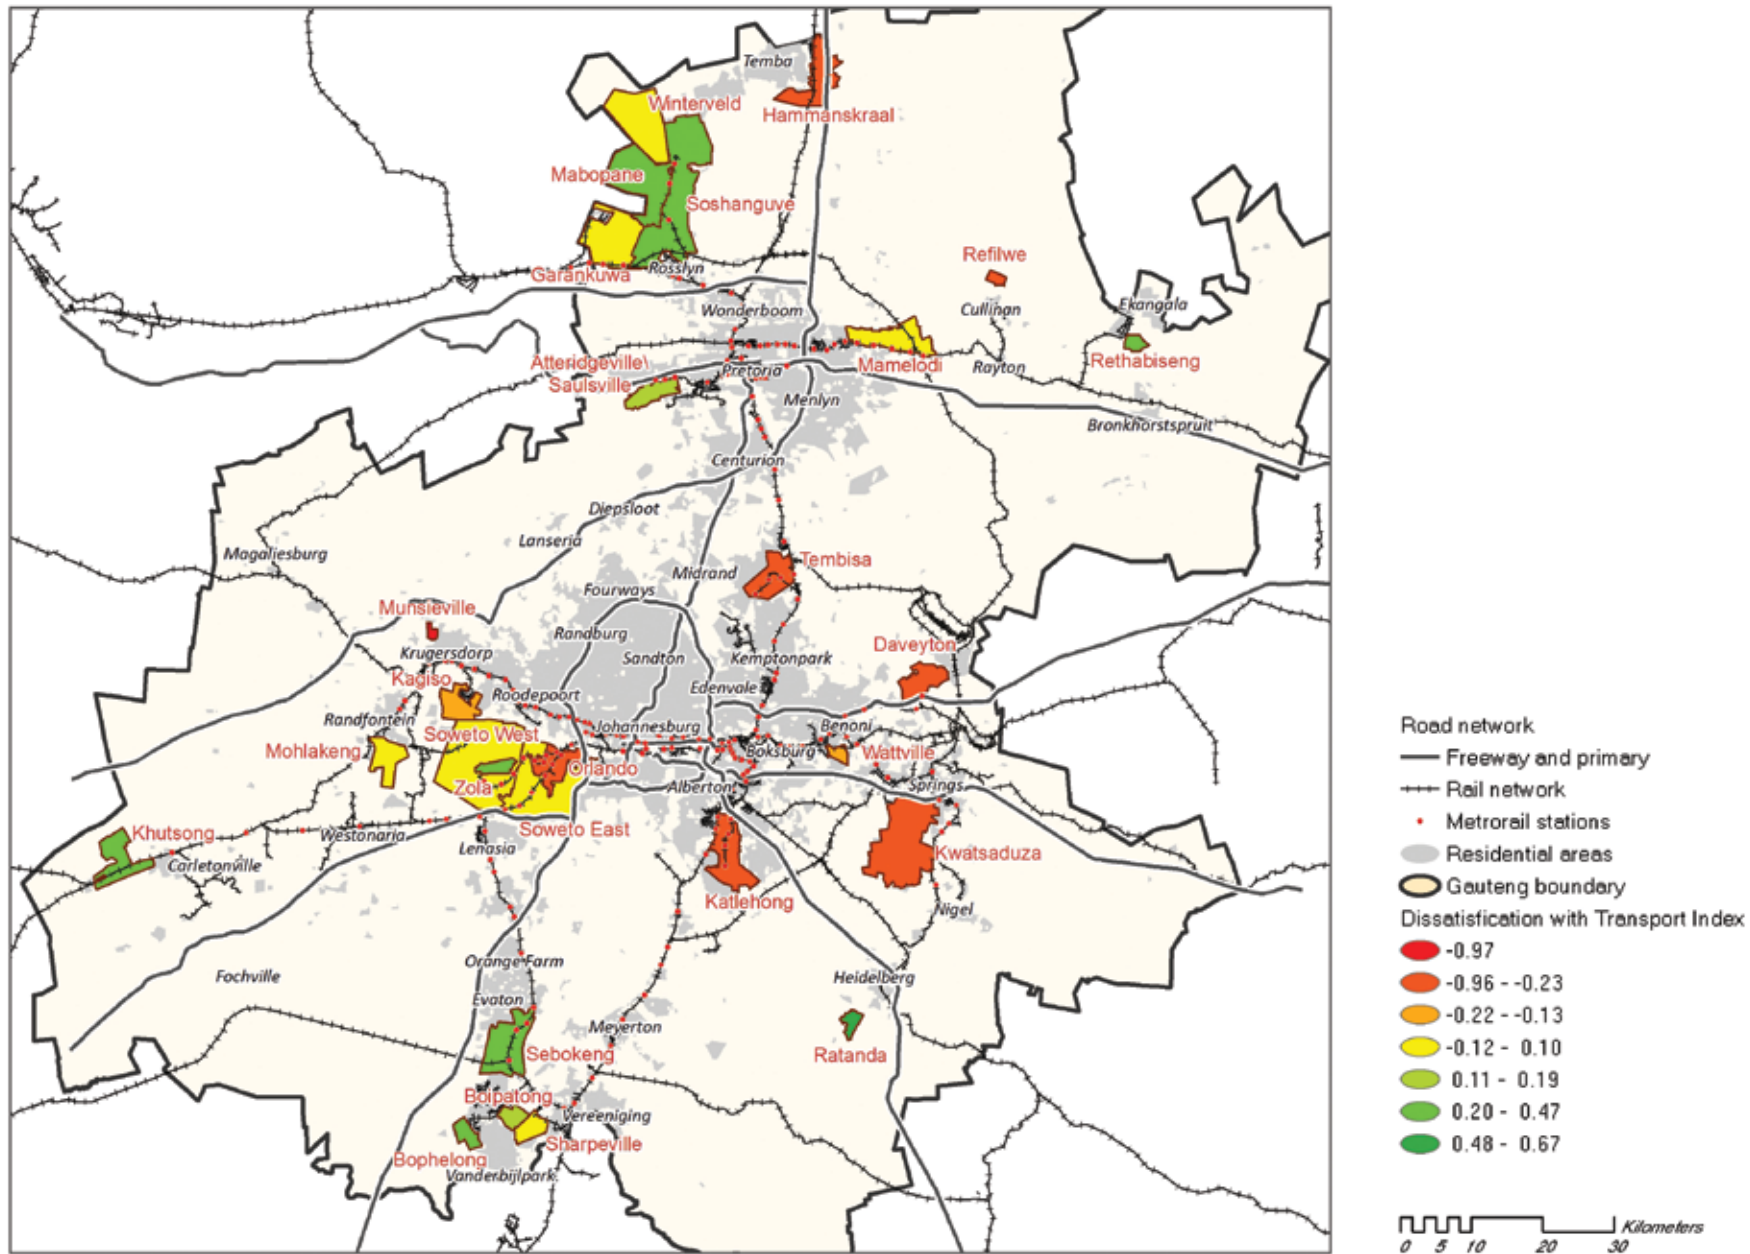 Temba
Winterveld
Hammanskraal
Mabopane
Soshanguve
Refilwe
Garankuwa
Rosslyn
Ekangala
Wonderboom
Cullinan
Atteridgeville\
Saulsville
Pretoria
Mamelodi
Rayton
Rethabiseng
Menlyn
Bronkhorstspruit
Centurion
Diepsloot
Lanseria
Magaliesburg
Midrand
Tembisa
Fourways
Munsieville
Randburg
Krugersdorp
Sandton
Kemptonpark
Daveyton
Kagiso
Roodepoort
Edenvale
Randfontein
Soweto West
Johannesburg
Benoni
Mohlakeng
Boksburg
Wattville
Orlando
Zola
Alberton
Springs
Khutsong
Westonaria
Soweto East
Lenasia
Carletonville
Kwatsaduza
Katlehong
Nigel
Orange Farm
Fochville
Heidelberg
Evaton
Meyerton
Sebokeng
Ratanda
Boipatong
Vereeniging
Sharpeville
Bophelong
Vanderbijlpark
Road network
Freeway and primary
Rail network
Metrorail stations
Residential areas
Gauteng boundary
Dissatisfication with Transport Index
-0.97
-0.96 - -0.23
-0.22 - -0.13
-0.12 - 0.10
0.11 - 0.19
0.20 - 0.47
0.48 - 0.67
Kilometers
0 5 10 20 30